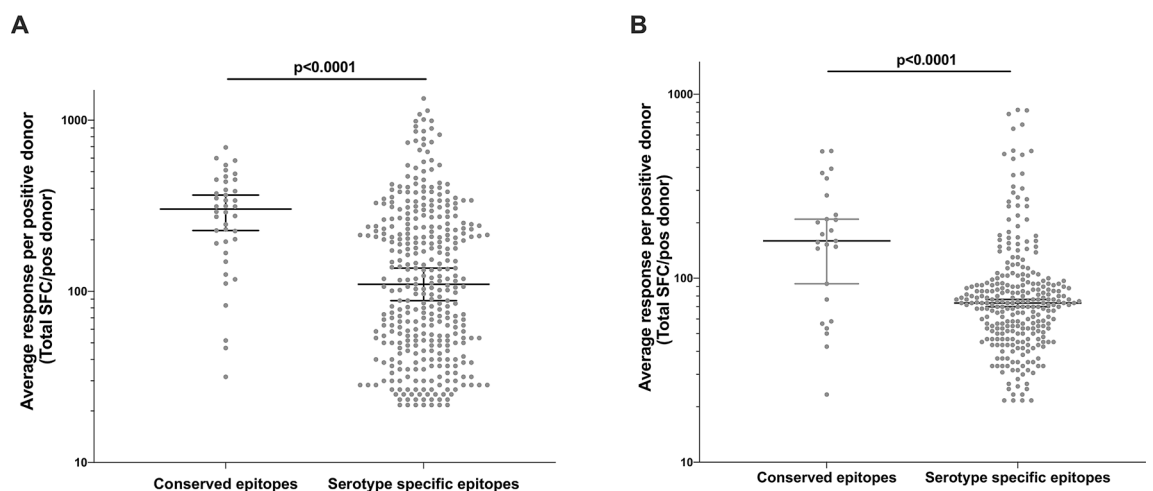 A
p<0.0001
Average response per positive donor
(Total SFC/pos donor)
1000
100
10
Conserved epitopes
Serotype specific epitopes
B
p<0.0001
Average response per positive donor
(Total SFC/pos donor)
1000
100
10
Conserved epitopes
Serotype specific epitopes